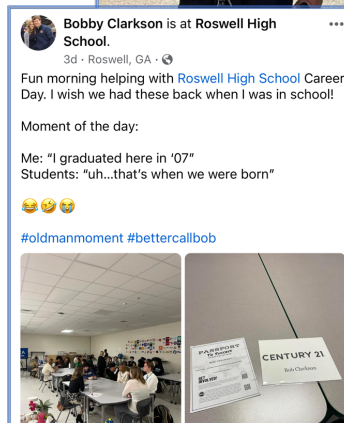 Bobby Clarkson is at Roswell High
School.
3d · Roswell, GA ·
Fun morning helping with Roswell High School Career
Day. I wish we had these back when I was in school!
Moment of the day:
Me: “I graduated here in ‘07”
Students: “uh...that’s when we were born”
😂🤣😭
#oldmanmoment #bettercallbob
PASSPORT
CENTURY 21
Bob Clarkson